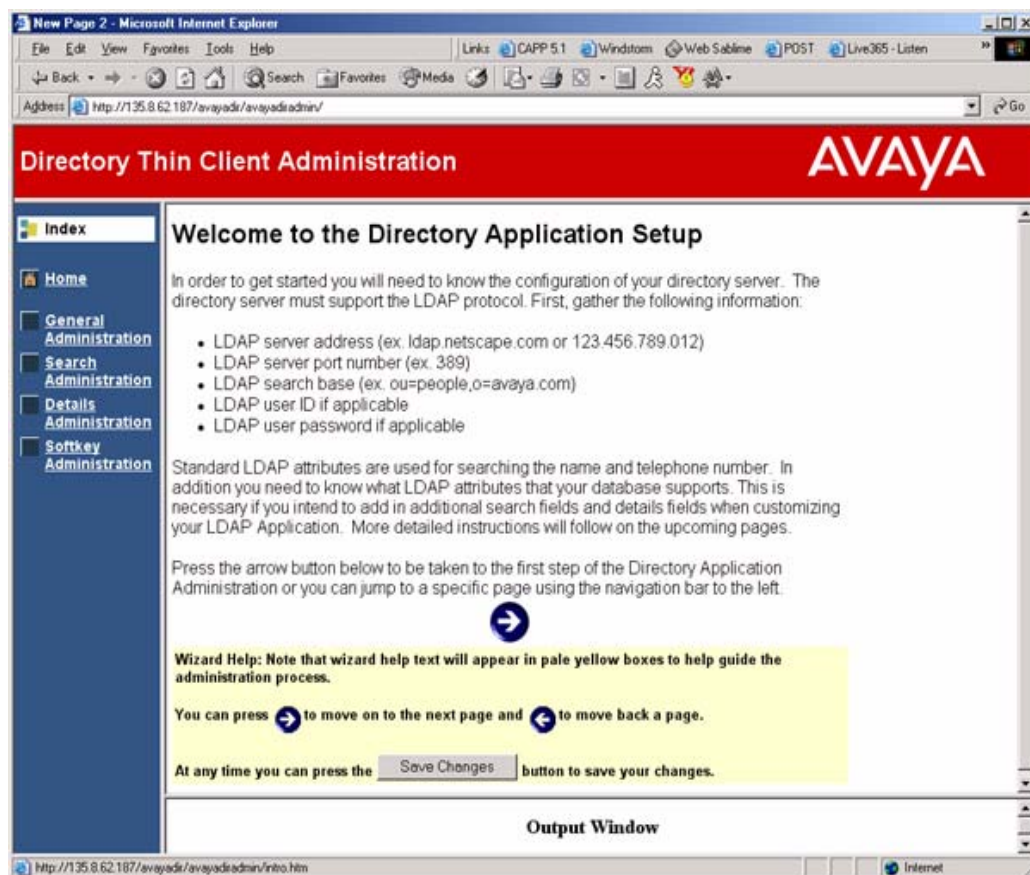 New Page 2 - Microsoft Internet Explorer
File Edit View Favorites Tools Help
Links CAPP 5.1 Windstorm Web Sablime POST Live365 - Listen »
Back Search Favorites Media
Address http://135.8.62.187/avayadir/avayadiradmin/ Go
Directory Thin Client Administration
AVAYA
Index
Home
General
Administration
Search
Administration
Details
Administration
Softkey
Administration
Welcome to the Directory Application Setup
In order to get started you will need to know the configuration of your directory server. The
directory server must support the LDAP protocol. First, gather the following information:
• LDAP server address (ex. ldap.netscape.com or 123.456.789.012)
• LDAP server port number (ex. 389)
• LDAP search base (ex. ou=people,o=avaya.com)
• LDAP user ID if applicable
• LDAP user password if applicable
Standard LDAP attributes are used for searching the name and telephone number. In
addition you need to know what LDAP attributes that your database supports. This is
necessary if you intend to add in additional search fields and details fields when customizing
your LDAP Application. More detailed instructions will follow on the upcoming pages.
Press the arrow button below to be taken to the first step of the Directory Application
Administration or you can jump to a specific page using the navigation bar to the left.
Wizard Help: Note that wizard help text will appear in pale yellow boxes to help guide the
administration process.
You can press to move on to the next page and to move back a page.
At any time you can press the Save Changes button to save your changes.
Output Window
http://135.8.62.187/avayadir/avayadiradmin/intro.htm Internet